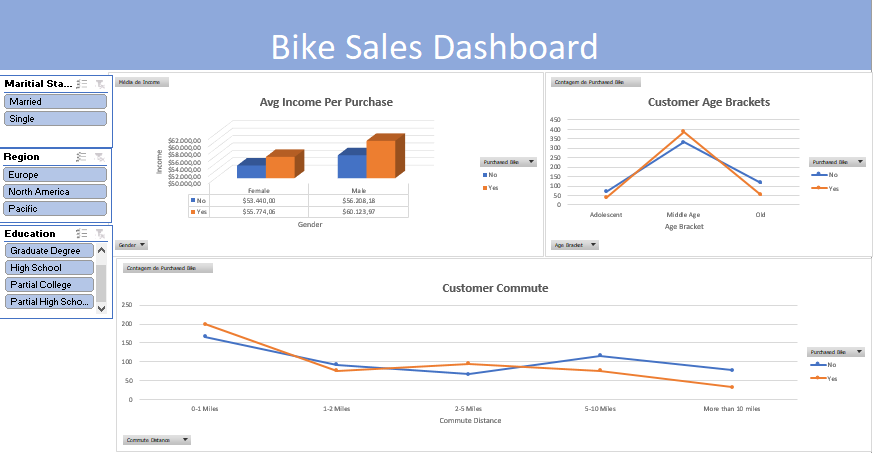 Bike Sales Dashboard
Maritial Sta...
Married
Single
Region
Europe
North America
Pacific
Education
Graduate Degree
High School
Partial College
Partial High Scho...
Média de Income
Avg Income Per Purchase
Income
$62.000,00
$60.000,00
$58.000,00
$56.000,00
$54.000,00
$52.000,00
$50.000,00
Female Male
No $53.440,00 $56.208,18
Yes $55.774,06 $60.123,97
Gender
Purchased Bike
No
Yes
Gender
Contagem de Purchased Bike
Customer Age Brackets
450
400
350
300
250
200
150
100
50
0
Adolescent Middle Age Old
Age Bracket
Purchased Bike
No
Yes
Age Bracket
Contagem de Purchased Bike
Customer Commute
250
200
150
100
50
0
0-1 Miles 1-2 Miles 2-5 Miles 5-10 Miles More than 10 miles
Commute Distance
Purchased Bike
No
Yes
Commute Distance